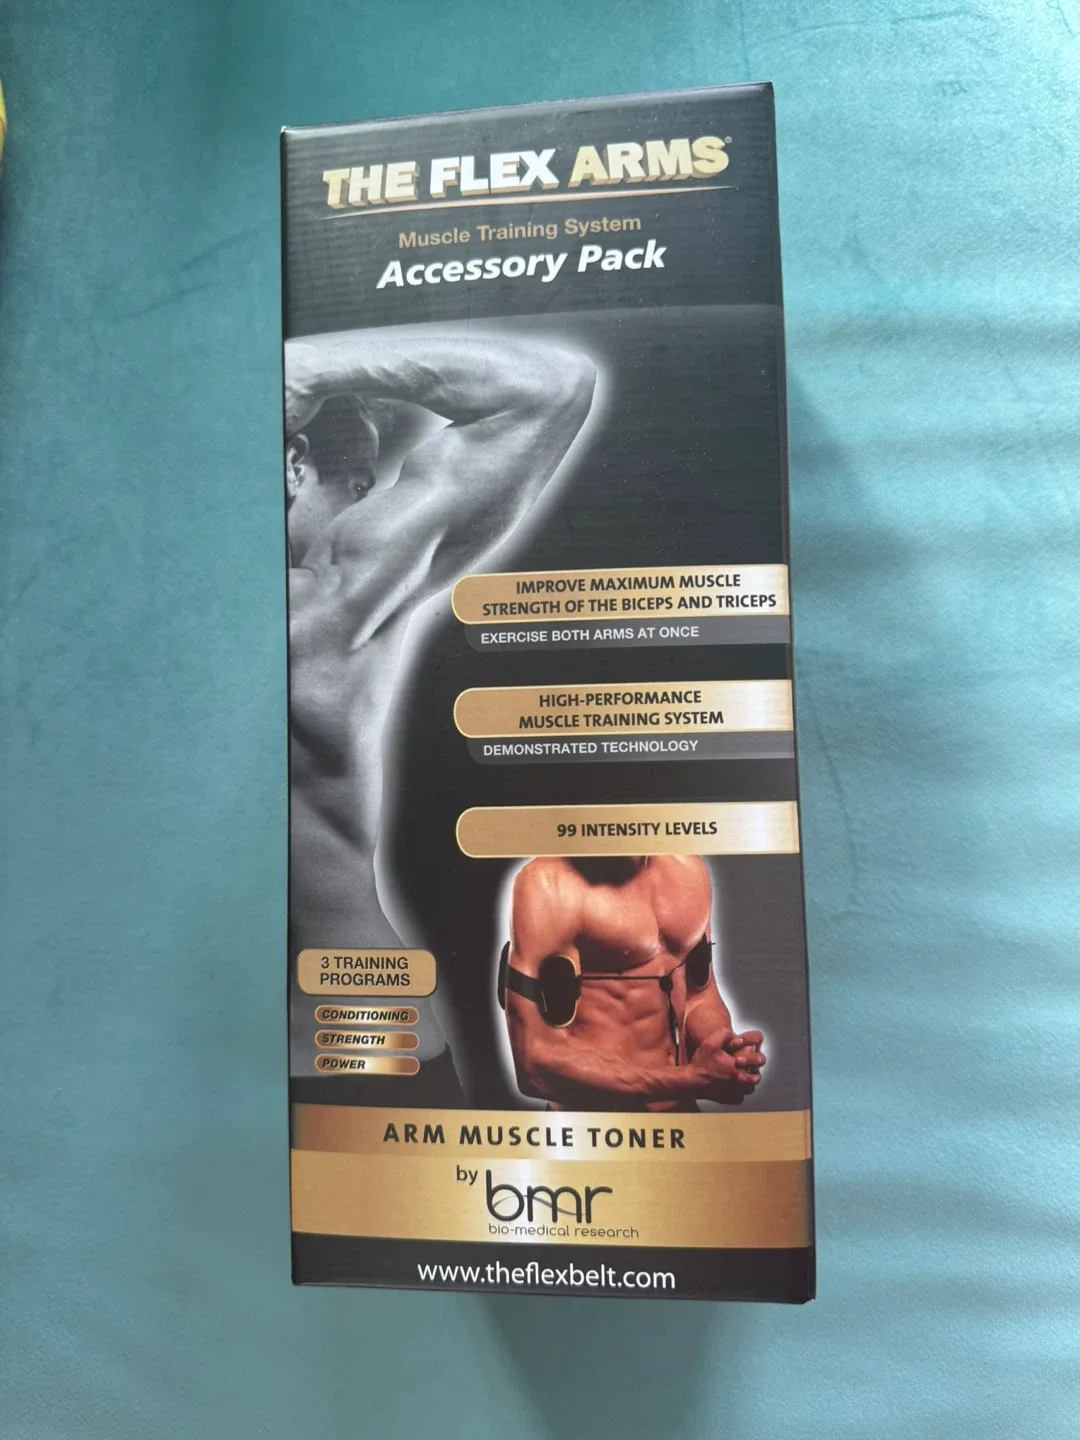 THE FLEX ARMS®
Muscle Training System
Accessory Pack
IMPROVE MAXIMUM MUSCLE
STRENGTH OF THE BICEPS AND TRICEPS
EXERCISE BOTH ARMS AT ONCE
HIGH-PERFORMANCE
MUSCLE TRAINING SYSTEM
DEMONSTRATED TECHNOLOGY
99 INTENSITY LEVELS
3 TRAINING
PROGRAMS
CONDITIONING
STRENGTH
POWER
ARM MUSCLE TONER
by bmr
bio-medical research
www.theflexbelt.com